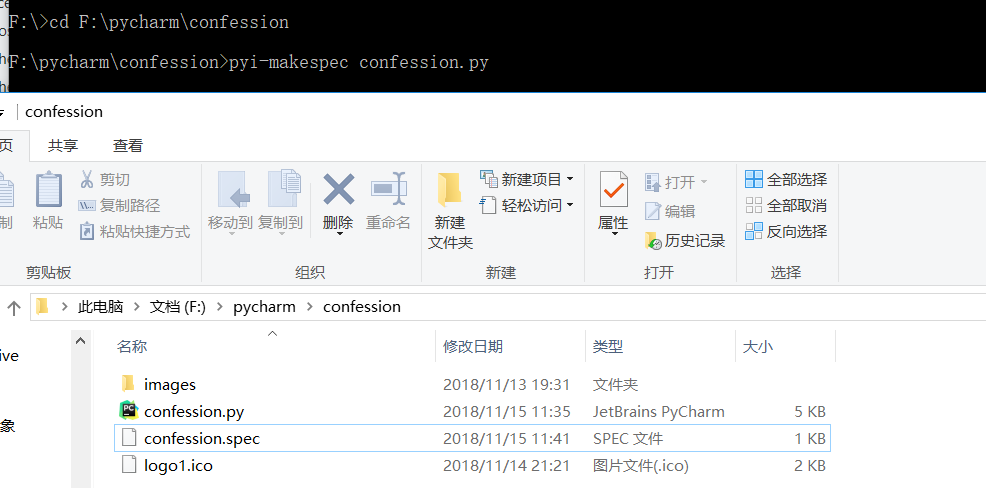 F:\>cd F:\pycharm\confession
F:\pycharm\confession>pyi-makespec confession.py
confession
页 共享 查看
制 粘贴 剪切 复制路径 粘贴快捷方式
移动到 复制到 删除 重命名
新建文件夹 新建项目 轻松访问
属性 打开 编辑 历史记录
全部选择 全部取消 反向选择
剪贴板 组织 新建 打开 选择
此电脑 文档 (F:) pycharm confession
名称 修改日期 类型 大小
ive
images 2018/11/13 19:31 文件夹
confession.py 2018/11/15 11:35 JetBrains PyCharm 5 KB
象
confession.spec 2018/11/15 11:41 SPEC 文件 1 KB
logo1.ico 2018/11/14 21:21 图片文件(.ico) 2 KB